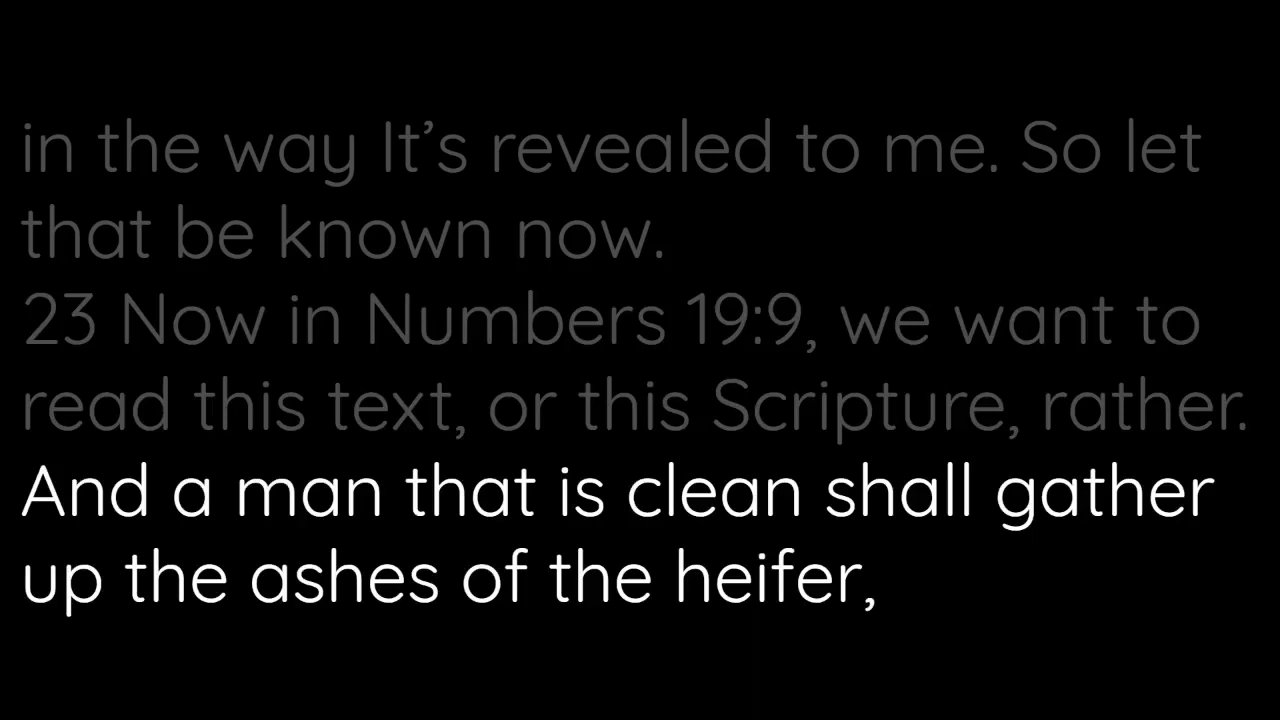 in the way It’s revealed to me. So let
that be known now.
23 Now in Numbers 19:9, we want to
read this text, or this Scripture, rather.
And a man that is clean shall gather
up the ashes of the heifer,